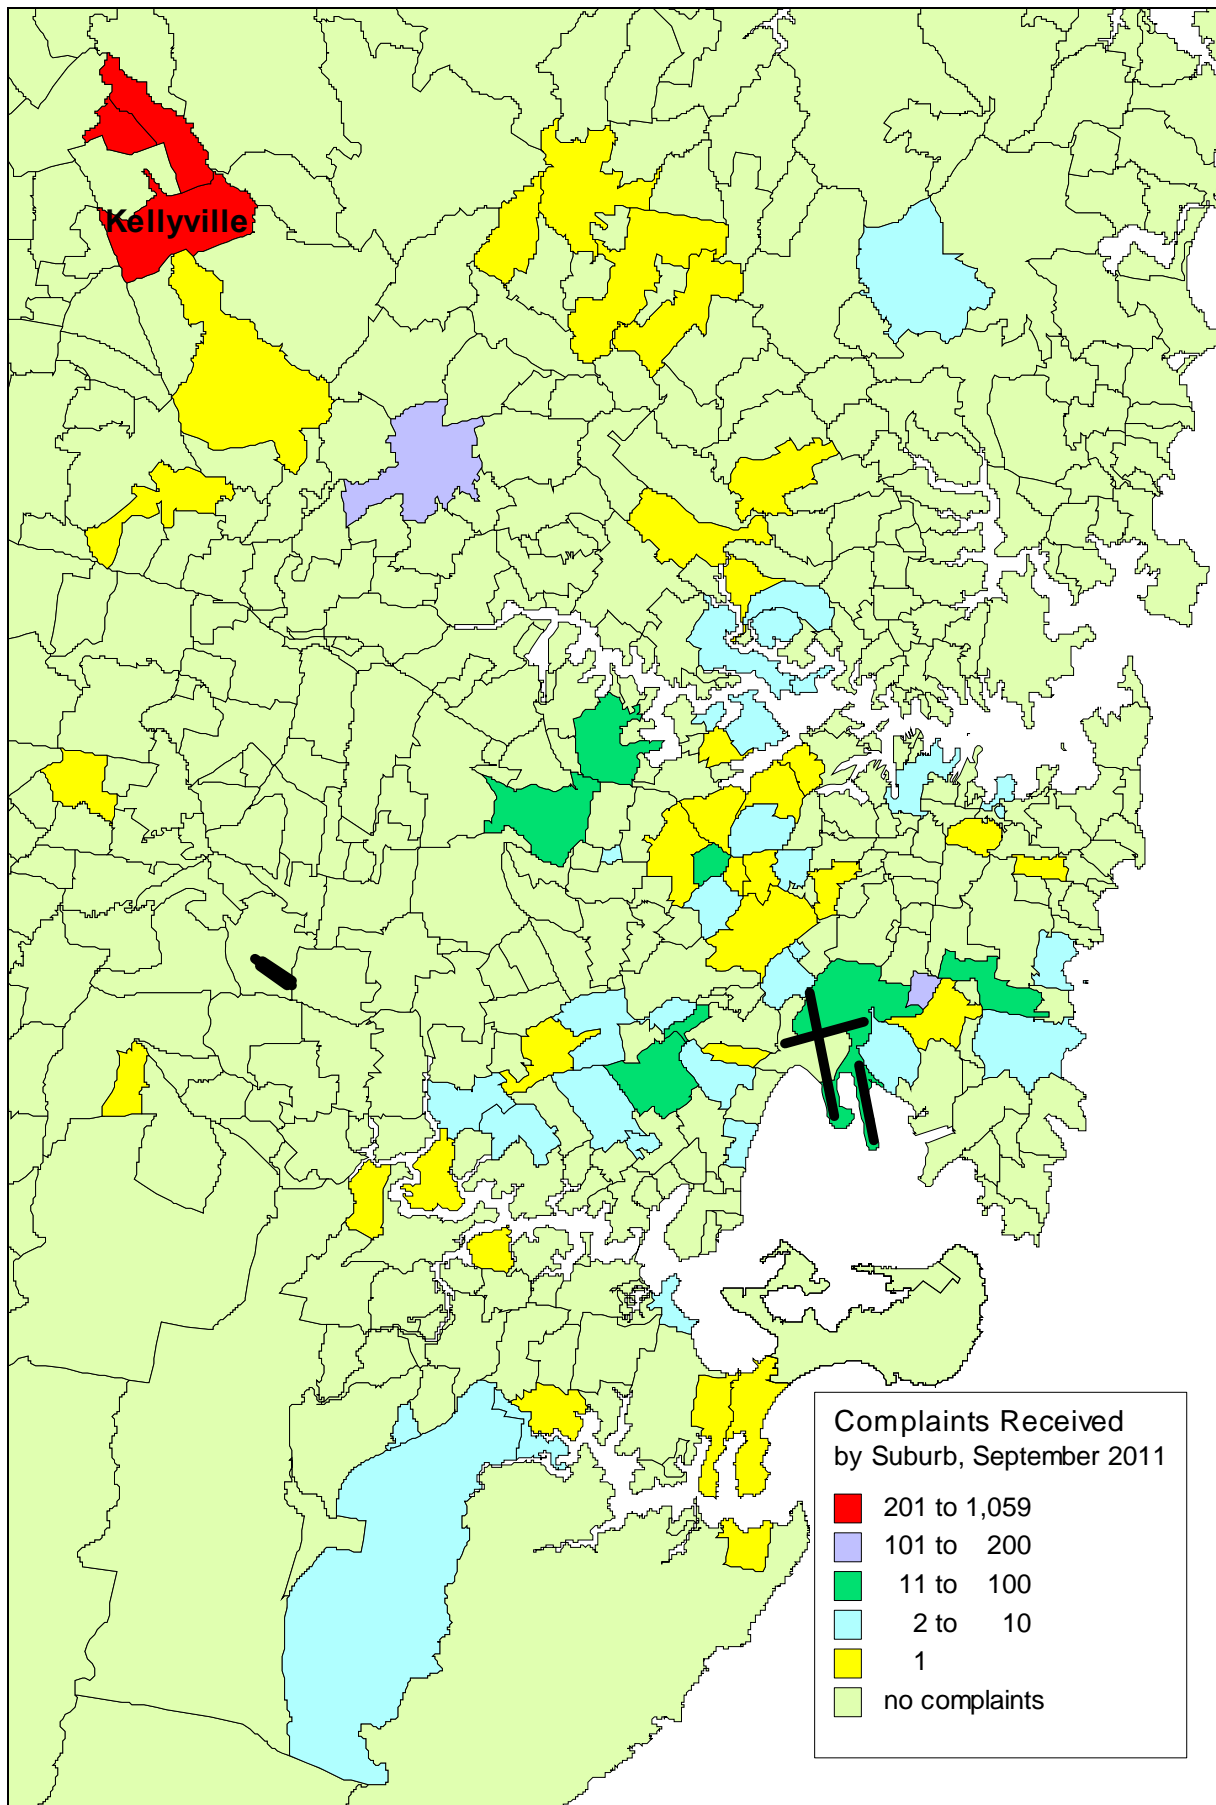 Kellyville
Complaints Received
by Suburb, September 2011
201 to 1,059
101 to 200
11 to 100
2 to 10
1
no complaints